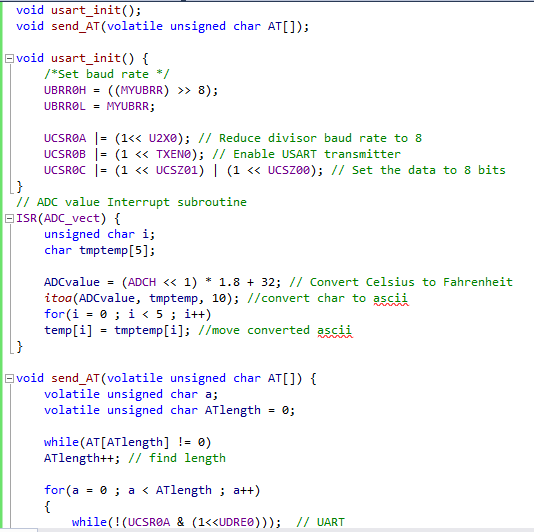 void usart_init();
void send_AT(volatile unsigned char AT[]);
void usart_init() {
/*Set baud rate */
UBRR0H = ((MYUBRR) >> 8);
UBRR0L = MYUBRR;
UCSR0A |= (1<< U2X0); // Reduce divisor baud rate to 8
UCSR0B |= (1 << TXEN0); // Enable USART transmitter
UCSR0C |= (1 << UCSZ01) | (1 << UCSZ00); // Set the data to 8 bits
}
// ADC value Interrupt subroutine
ISR(ADC_vect) {
unsigned char i;
char tmptemp[5];
ADCvalue = (ADCH << 1) * 1.8 + 32; // Convert Celsius to Fahrenheit
itoa(ADCvalue, tmptemp, 10); //convert char to ascii
for(i = 0 ; i < 5 ; i++)
temp[i] = tmptemp[i]; //move converted ascii
}
void send_AT(volatile unsigned char AT[]) {
volatile unsigned char a;
volatile unsigned char ATlength = 0;
while(AT[ATlength] != 0)
ATlength++; // find length
for(a = 0 ; a < ATlength ; a++)
{
while(!(UCSR0A & (1<<UDRE0)));  // UART